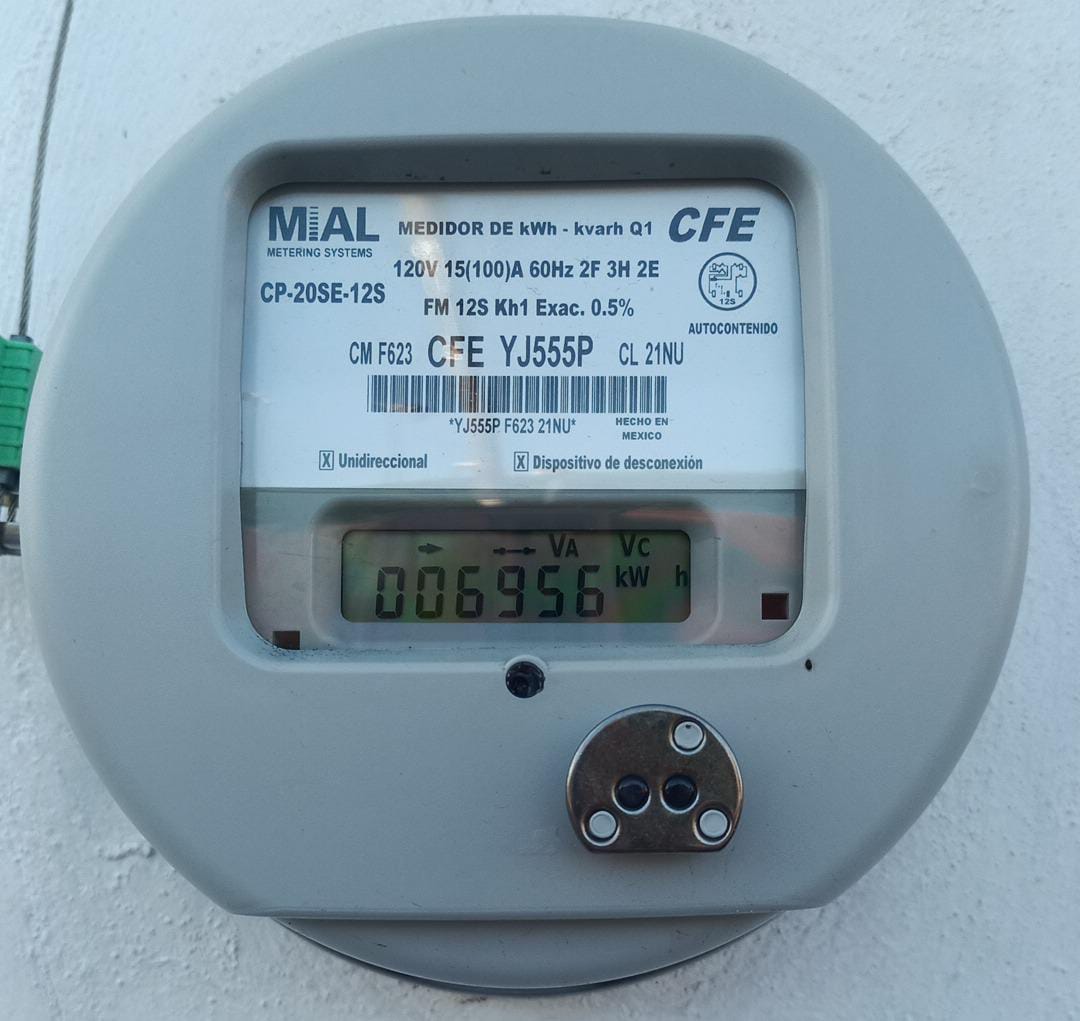 MIAL
METERING SYSTEMS
MEDIDOR DE kWh - kvarh Q1
CFE
120V 15(100)A 60Hz 2F 3H 2E
CP-20SE-12S
FM 12S Kh1 Exac. 0.5%
12S
AUTOCONTENIDO
CM F623 CFE YJ555P CL 21NU
*YJ555P F623 21NU*
HECHO EN
MEXICO
X Unidireccional
X Dispositivo de desconexión
VA VC
006956 kW h